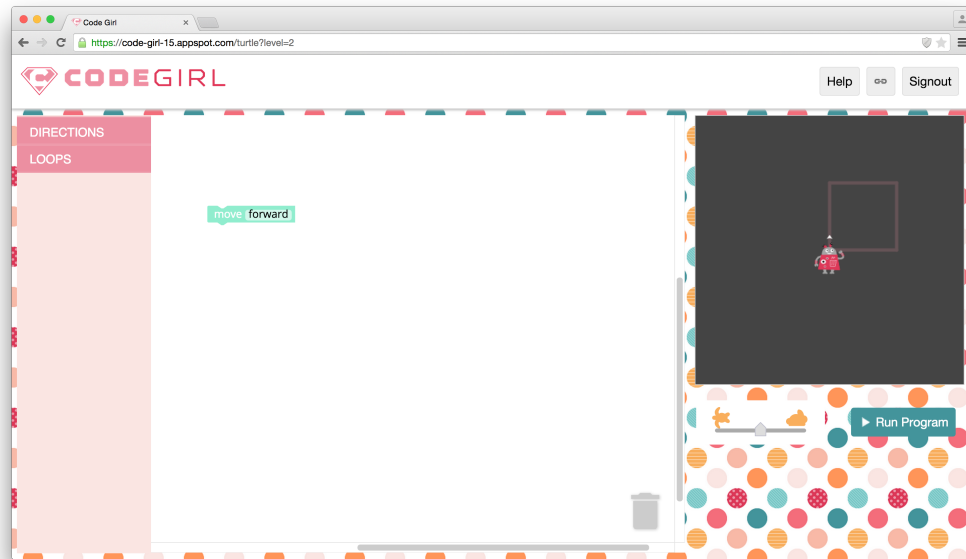 Code Girl
https://code-girl-15.appspot.com/turtle?level=2
CODEGIRL
Help
Signout
DIRECTIONS
LOOPS
move forward
Run Program